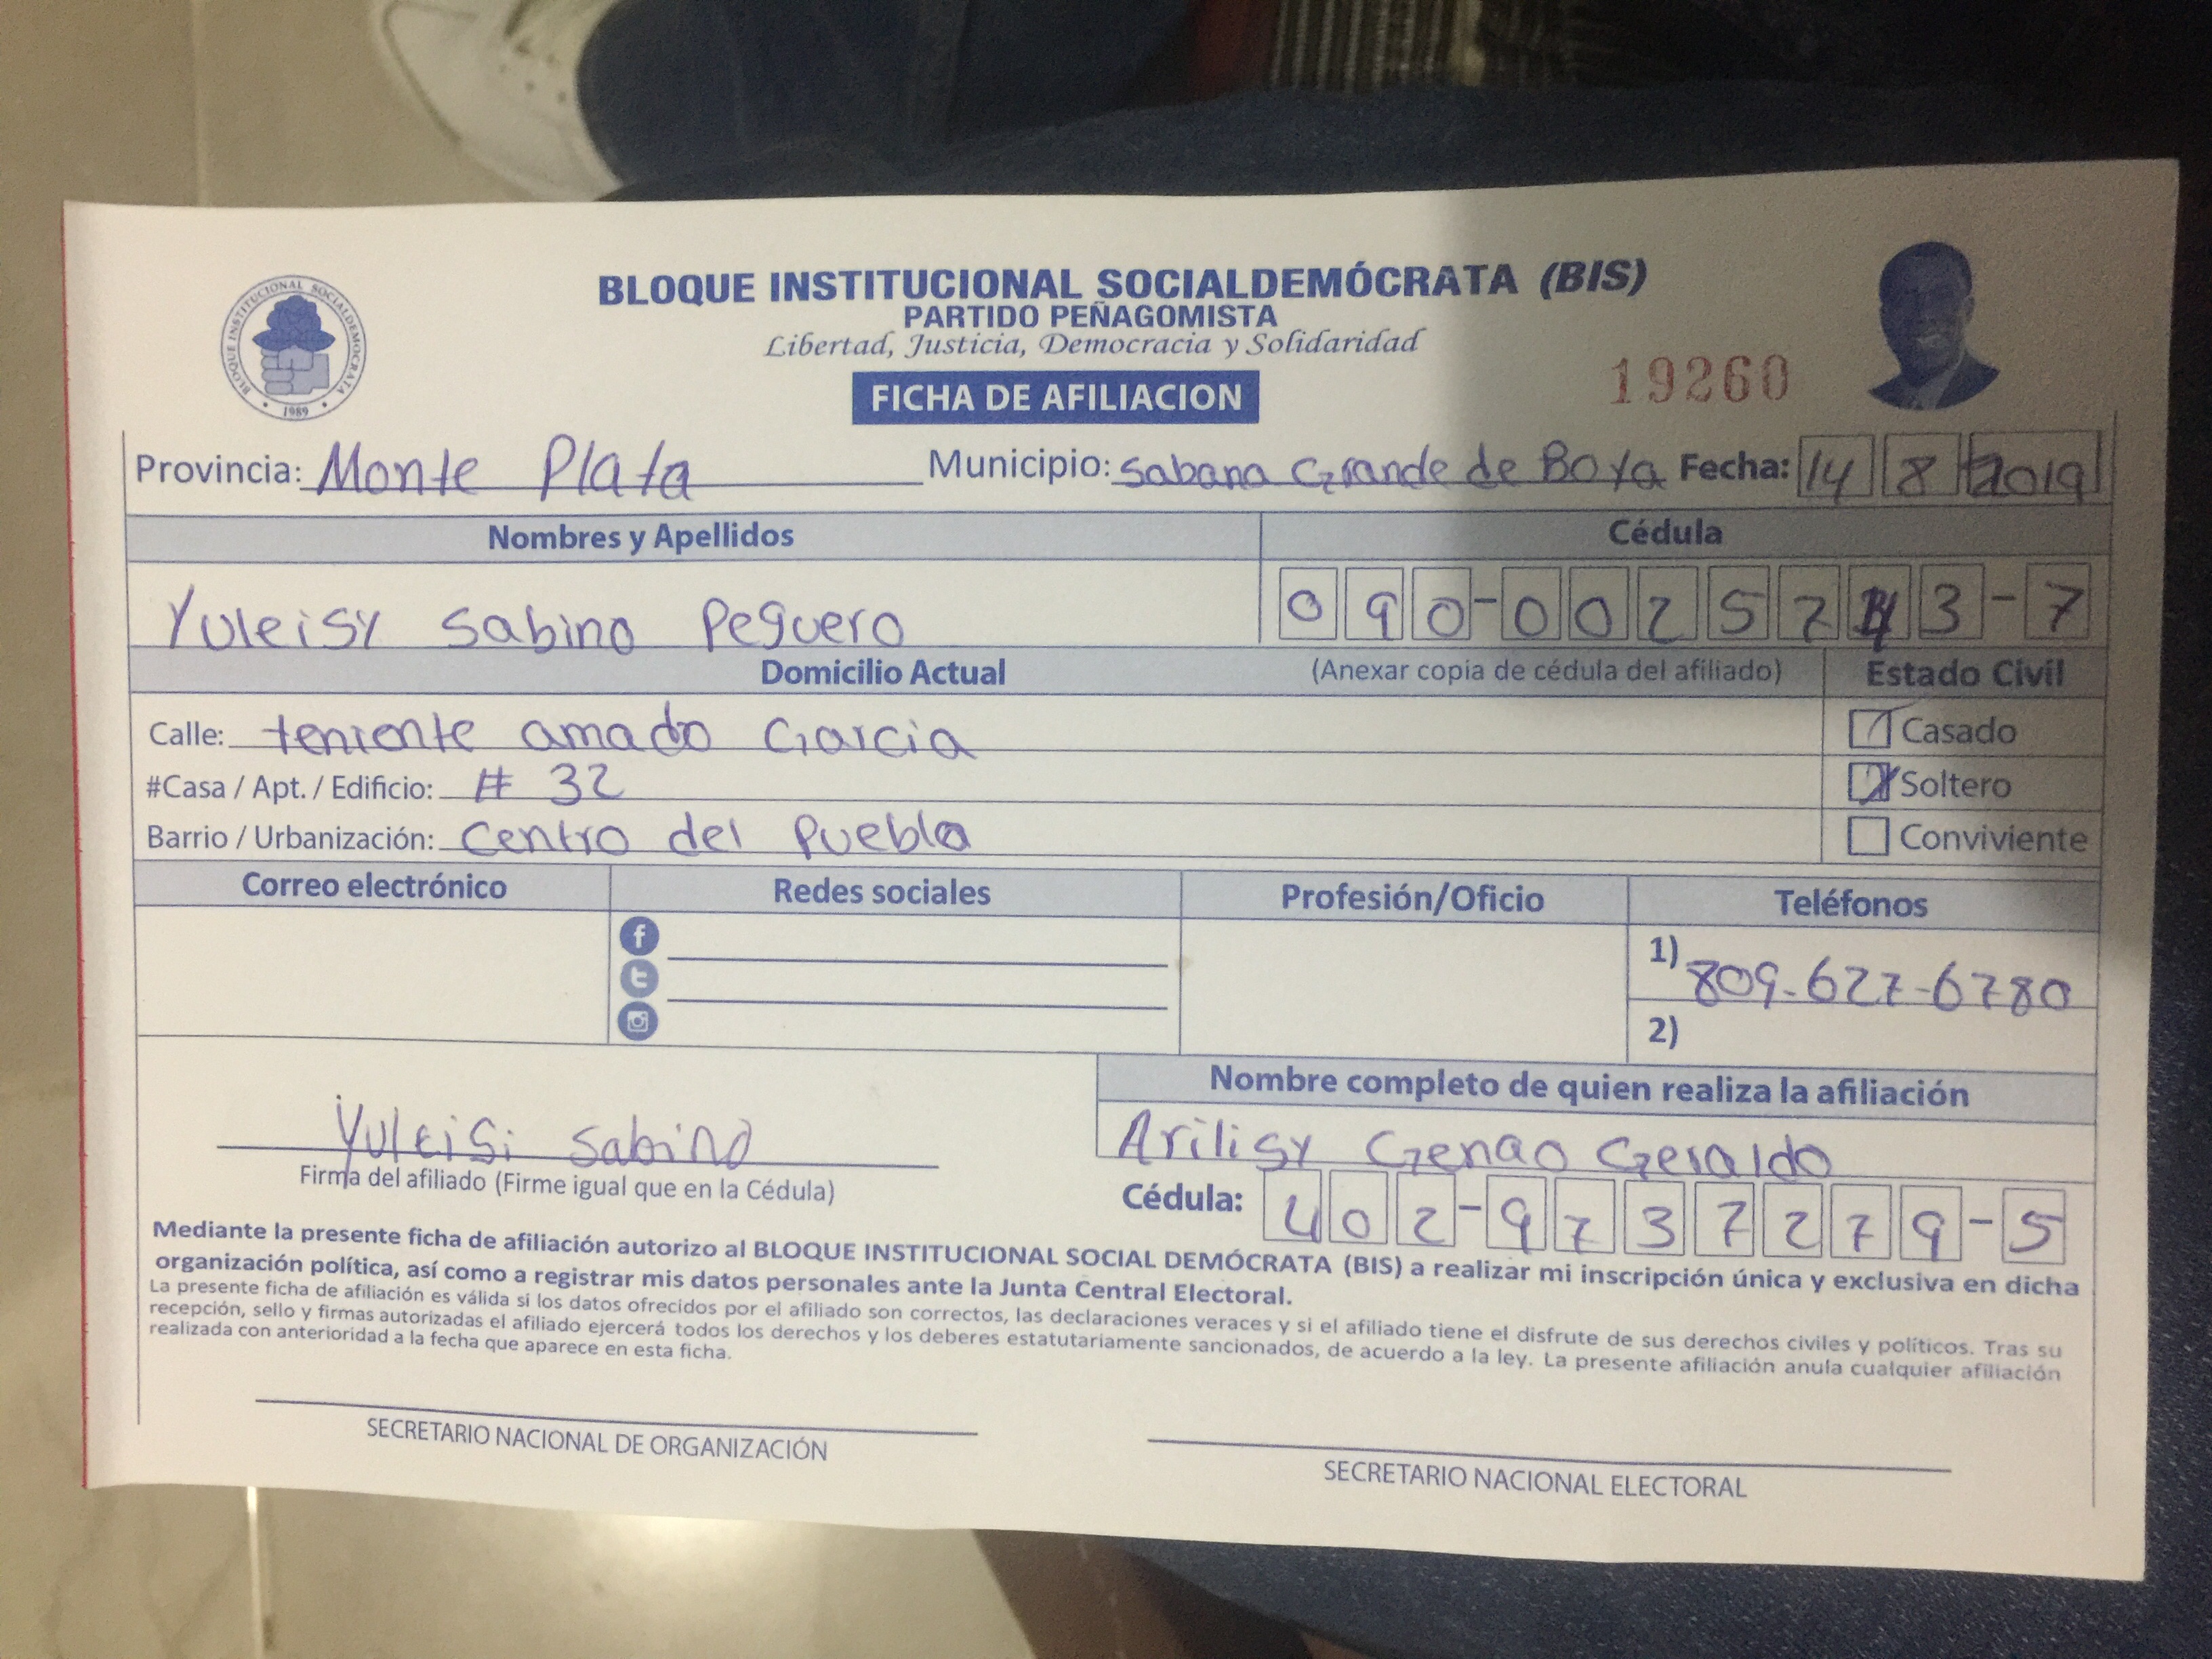 BLOQUE INSTITUCIONAL SOCIALDEMÓCRATA (BIS)
PARTIDO PEÑAGOMISTA
Libertad, Justicia, Democracia y Solidaridad
BLOQUE INSTITUCIONAL SOCIALDEMOCRATA
1989
FICHA DE AFILIACION
19260
Provincia: Monte Plata Municipio: Sabana Grande de Boya Fecha: 14 8 2019
Nombres y Apellidos Cédula
Yuleisy Sabino Peguero 090-0025743-7
Domicilio Actual (Anexar copia de cédula del afiliado) Estado Civil
Calle: teniente amado Garcia Casado
#Casa / Apt. / Edificio: # 32 Soltero
Barrio / Urbanización: Centro del Pueblo Conviviente
Correo electrónico Redes sociales Profesión/Oficio Teléfonos
1) 809-627-6780
2)
Nombre completo de quien realiza la afiliación
Yuleisi Sabino Arilisy Genao Geraldo
Firma del afiliado (Firme igual que en la Cédula) Cédula: 402-9737279-5
Mediante la presente ficha de afiliación autorizo al BLOQUE INSTITUCIONAL SOCIAL DEMÓCRATA (BIS) a realizar mi inscripción única y exclusiva en dicha
organización política, así como a registrar mis datos personales ante la Junta Central Electoral.
La presente ficha de afiliación es válida si los datos ofrecidos por el afiliado son correctos, las declaraciones veraces y si el afiliado tiene el disfrute de sus derechos civiles y políticos. Tras su
recepción, sello y firmas autorizadas el afiliado ejercerá todos los derechos y los deberes estatutariamente sancionados, de acuerdo a la ley. La presente afiliación anula cualquier afiliación
realizada con anterioridad a la fecha que aparece en esta ficha.
SECRETARIO NACIONAL DE ORGANIZACIÓN
SECRETARIO NACIONAL ELECTORAL